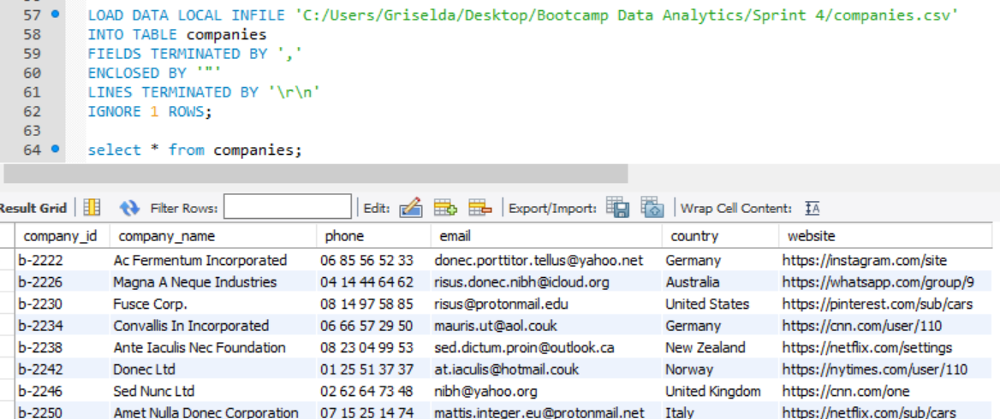 57 LOAD DATA LOCAL INFILE 'C:/Users/Griselda/Desktop/Bootcamp Data Analytics/Sprint 4/companies.csv'
58 INTO TABLE companies
59 FIELDS TERMINATED BY ','
60 ENCLOSED BY '"'
61 LINES TERMINATED BY '\r\n'
62 IGNORE 1 ROWS;
63
64 select * from companies;
Result Grid Filter Rows: Edit: Export/Import: Wrap Cell Content: IA
company_id company_name phone email country website
b-2222 Ac Fermentum Incorporated 06 85 56 52 33 donec.porttitor.tellus@yahoo.net Germany https://instagram.com/site
b-2226 Magna A Neque Industries 04 14 44 64 62 risus.donec.nibh@icloud.org Australia https://whatsapp.com/group/9
b-2230 Fusce Corp. 08 14 97 58 85 risus@protonmail.edu United States https://pinterest.com/sub/cars
b-2234 Convallis In Incorporated 06 66 57 29 50 mauris.ut@aol.couk Germany https://cnn.com/user/110
b-2238 Ante Iaculis Nec Foundation 08 23 04 99 53 sed.dictum.proin@outlook.ca New Zealand https://netflix.com/settings
b-2242 Donec Ltd 01 25 51 37 37 at.iaculis@hotmail.couk Norway https://nytimes.com/user/110
b-2246 Sed Nunc Ltd 02 62 64 73 48 nibh@yahoo.org United Kingdom https://cnn.com/one
b-2250 Amet Nulla Donec Corporation 07 15 25 14 74 mattis.integer.eu@protonmail.net Italy https://netflix.com/sub/cars